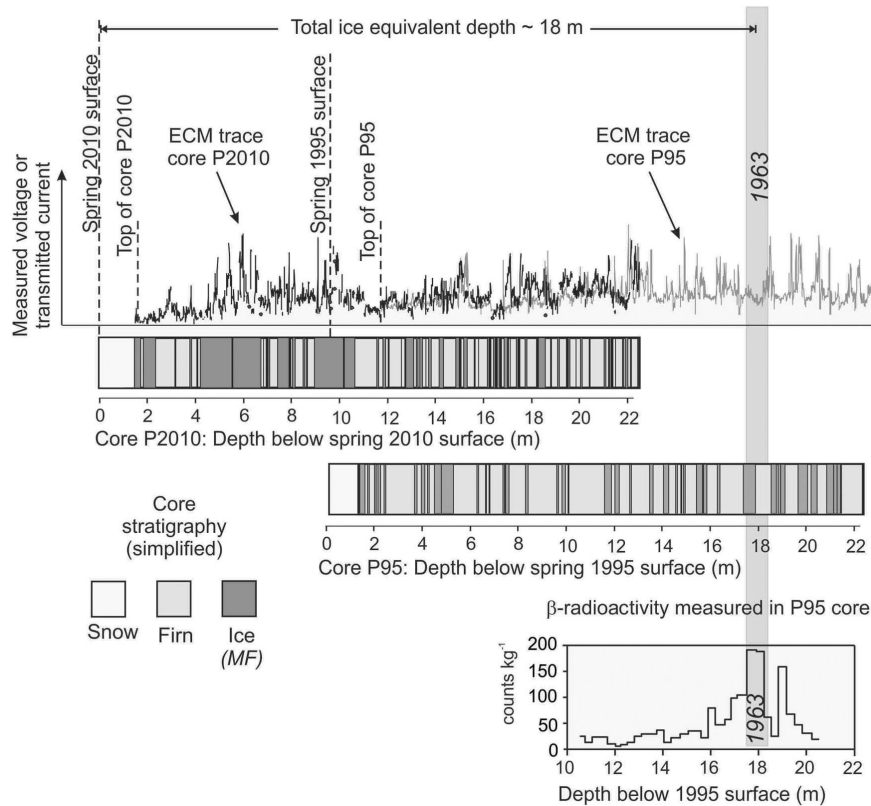 Total ice equivalent depth ~ 18 m
Spring 2010 surface
Top of core P2010
ECM trace
core P2010
Spring 1995 surface
Top of core P95
ECM trace
core P95
1963
Measured voltage or
transmitted current
0 2 4 6 8 10 12 14 16 18 20 22
Core P2010: Depth below spring 2010 surface (m)
0 2 4 6 8 10 12 14 16 18 20 22
Core P95: Depth below spring 1995 surface (m)
Core
stratigraphy
(simplified)
Snow Firn Ice
(MF)
β-radioactivity measured in P95 core
counts kg⁻¹
200
150
100
50
0
1963
10 12 14 16 18 20 22
Depth below 1995 surface (m)